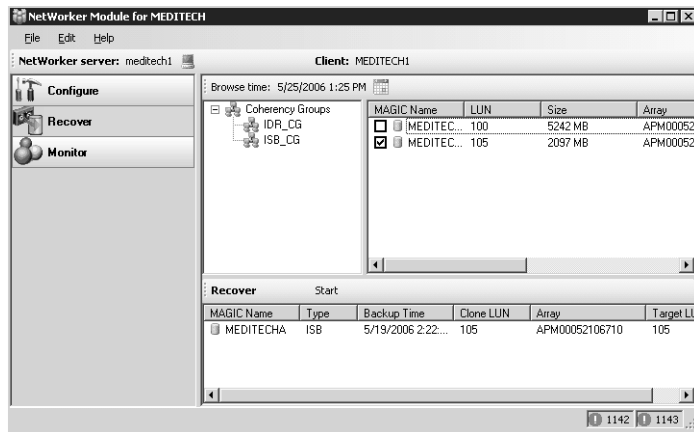 NetWorker Module for MEDITECH
File Edit Help
NetWorker server: meditech1 Client: MEDITECH1
Configure
Recover
Monitor
Browse time: 5/25/2006 1:25 PM
Coherency Groups
IDR_CG
ISB_CG
MAGIC Name LUN Size Array
MEDITEC... 100 5242 MB APM00052
MEDITEC... 105 2097 MB APM00052
Recover Start
MAGIC Name Type Backup Time Clone LUN Array Target LU
MEDITECHA ISB 5/19/2006 2:22:... 105 APM00052106710 105
1142 1143